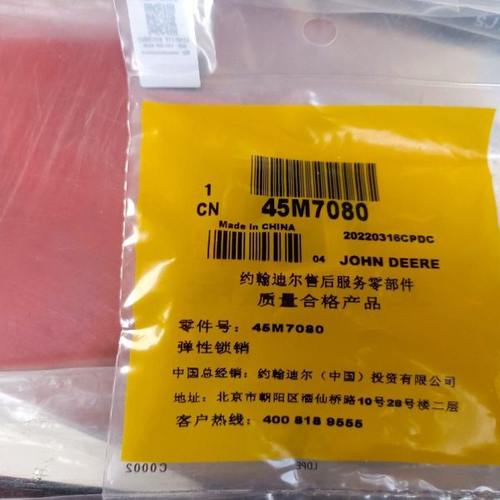 1
CN 45M7080
Made in CHINA
20220316CPDC
04 JOHN DEERE
约翰迪尔售后服务零部件
质量合格产品
零件号：45M7080
弹性锁销
中国总经销：约翰迪尔（中国）投资有限公司
地址：北京市朝阳区酒仙桥路10号28号楼二层
客户热线：400 818 9555
LDPE
C0002